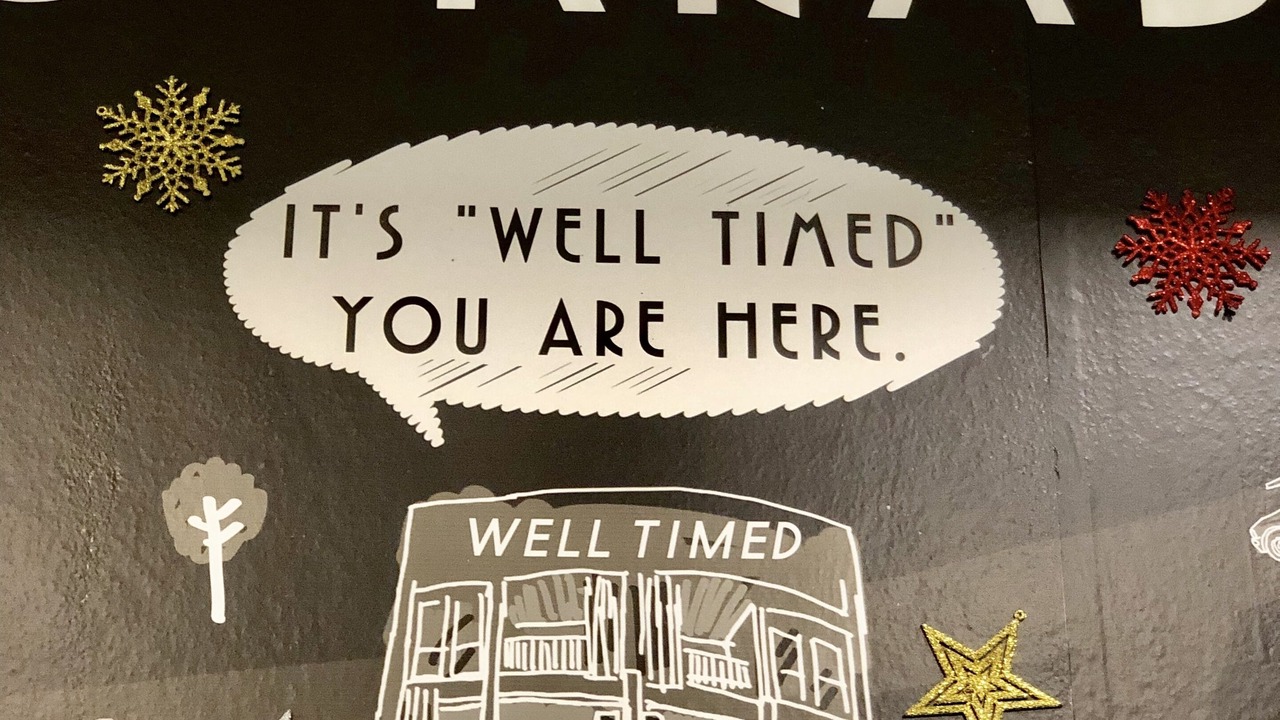 IT'S "WELL TIMED"
YOU ARE HERE.
WELL TIMED